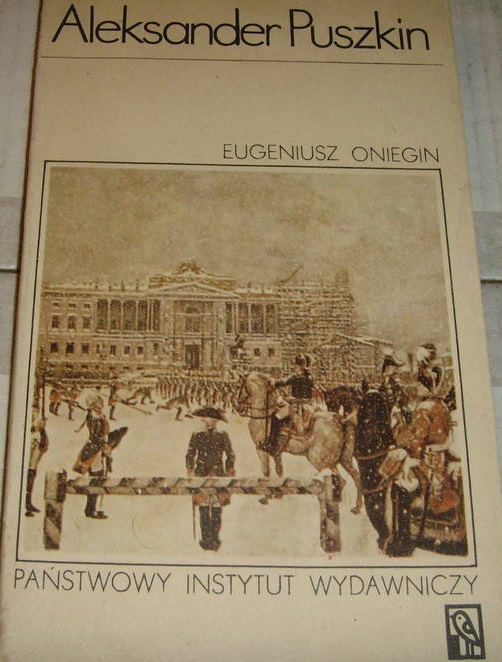 Aleksander Puszkin
EUGENIUSZ ONIEGIN
PAŃSTWOWY INSTYTUT WYDAWNICZY